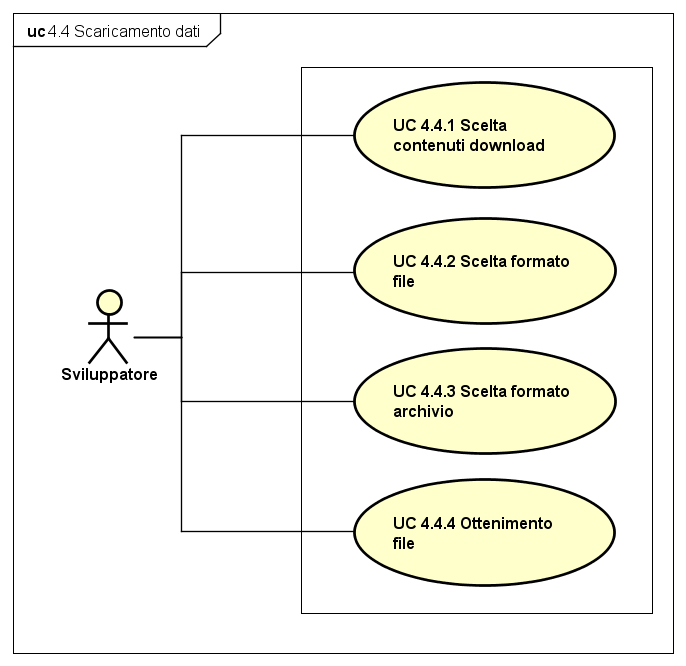 uc 4.4 Scaricamento dati
UC 4.4.1 Scelta
contenuti download
UC 4.4.2 Scelta formato
file
Sviluppatore
UC 4.4.3 Scelta formato
archivio
UC 4.4.4 Ottenimento
file